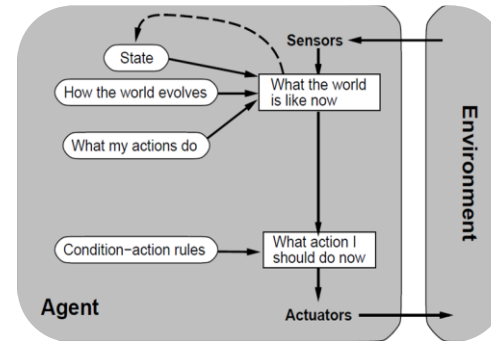 Sensors
State
How the world evolves
What the world
is like now
What my actions do
Environment
Condition−action rules
What action I
should do now
Agent
Actuators